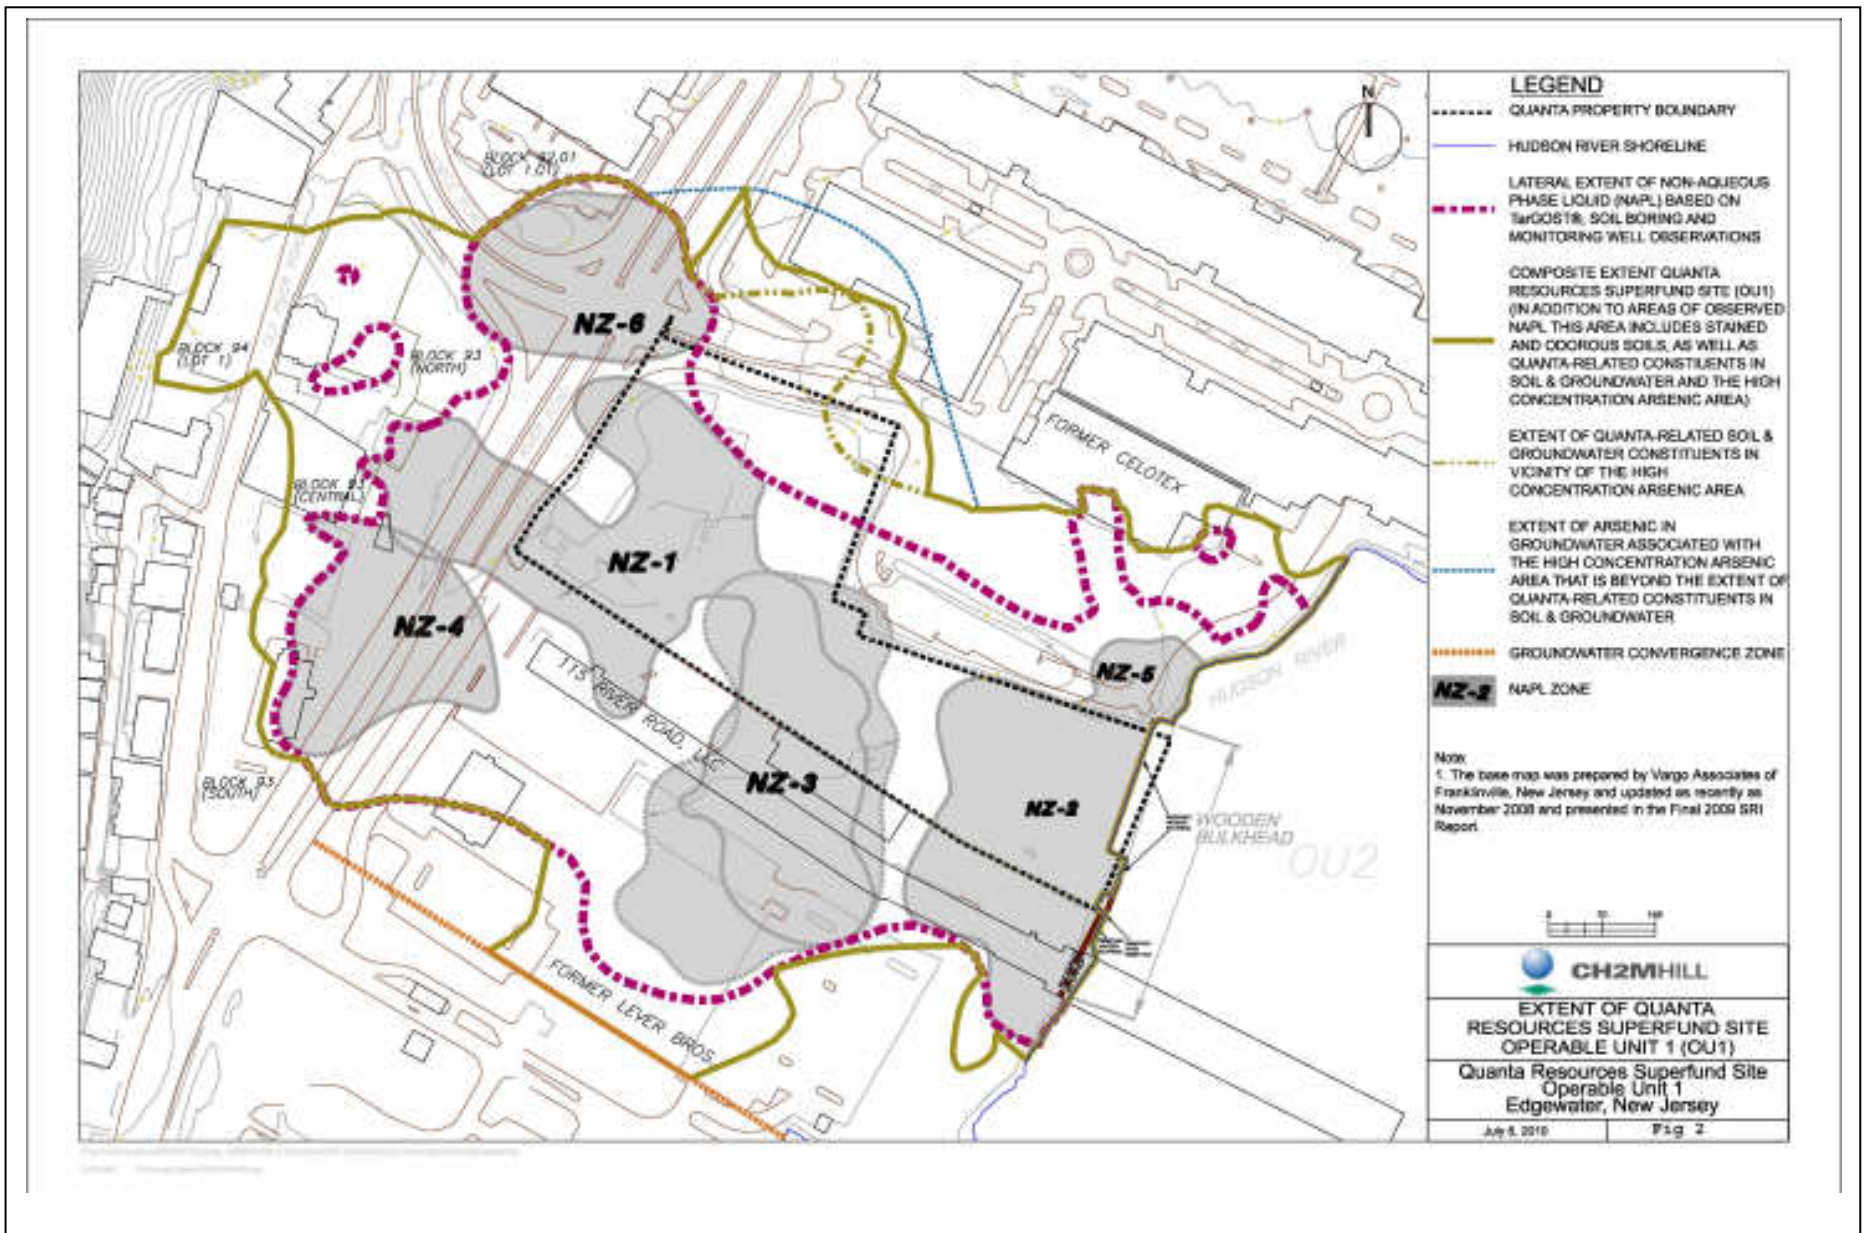 BLOCK 92.01
(LOT 1.01)
NZ-6
BLOCK 94
(LOT 1)
BLOCK 93
(NORTH)
BLOCK 93
(CENTRAL)
NZ-1
NZ-4
FORMER CELOTEX
NZ-5
HUDSON RIVER
115 RIVER ROAD, LLC
NZ-3
NZ-2
WOODEN
BULKHEAD
OU2
BLOCK 93
(SOUTH)
FORMER LEVER BROS.
N
LEGEND
QUANTA PROPERTY BOUNDARY
HUDSON RIVER SHORELINE
LATERAL EXTENT OF NON-AQUEOUS
PHASE LIQUID (NAPL) BASED ON
TarGOST®, SOIL BORING AND
MONITORING WELL OBSERVATIONS
COMPOSITE EXTENT QUANTA
RESOURCES SUPERFUND SITE (OU1)
(IN ADDITION TO AREAS OF OBSERVED
NAPL THIS AREA INCLUDES STAINED
AND ODOROUS SOILS, AS WELL AS
QUANTA-RELATED CONSTITUENTS IN
SOIL & GROUNDWATER AND THE HIGH
CONCENTRATION ARSENIC AREA)
EXTENT OF QUANTA-RELATED SOIL &
GROUNDWATER CONSTITUENTS IN
VICINITY OF THE HIGH
CONCENTRATION ARSENIC AREA
EXTENT OF ARSENIC IN
GROUNDWATER ASSOCIATED WITH
THE HIGH CONCENTRATION ARSENIC
AREA THAT IS BEYOND THE EXTENT OF
QUANTA-RELATED CONSTITUENTS IN
SOIL & GROUNDWATER
GROUNDWATER CONVERGENCE ZONE
NZ-2 NAPL ZONE
Note:
1. The base map was prepared by Vargo Associates of
Franklinville, New Jersey and updated as recently as
November 2008 and presented in the Final 2009 SRI
Report.
CH2MHILL
EXTENT OF QUANTA
RESOURCES SUPERFUND SITE
OPERABLE UNIT 1 (OU1)
Quanta Resources Superfund Site
Operable Unit 1
Edgewater, New Jersey
July 6, 2010
Fig 2